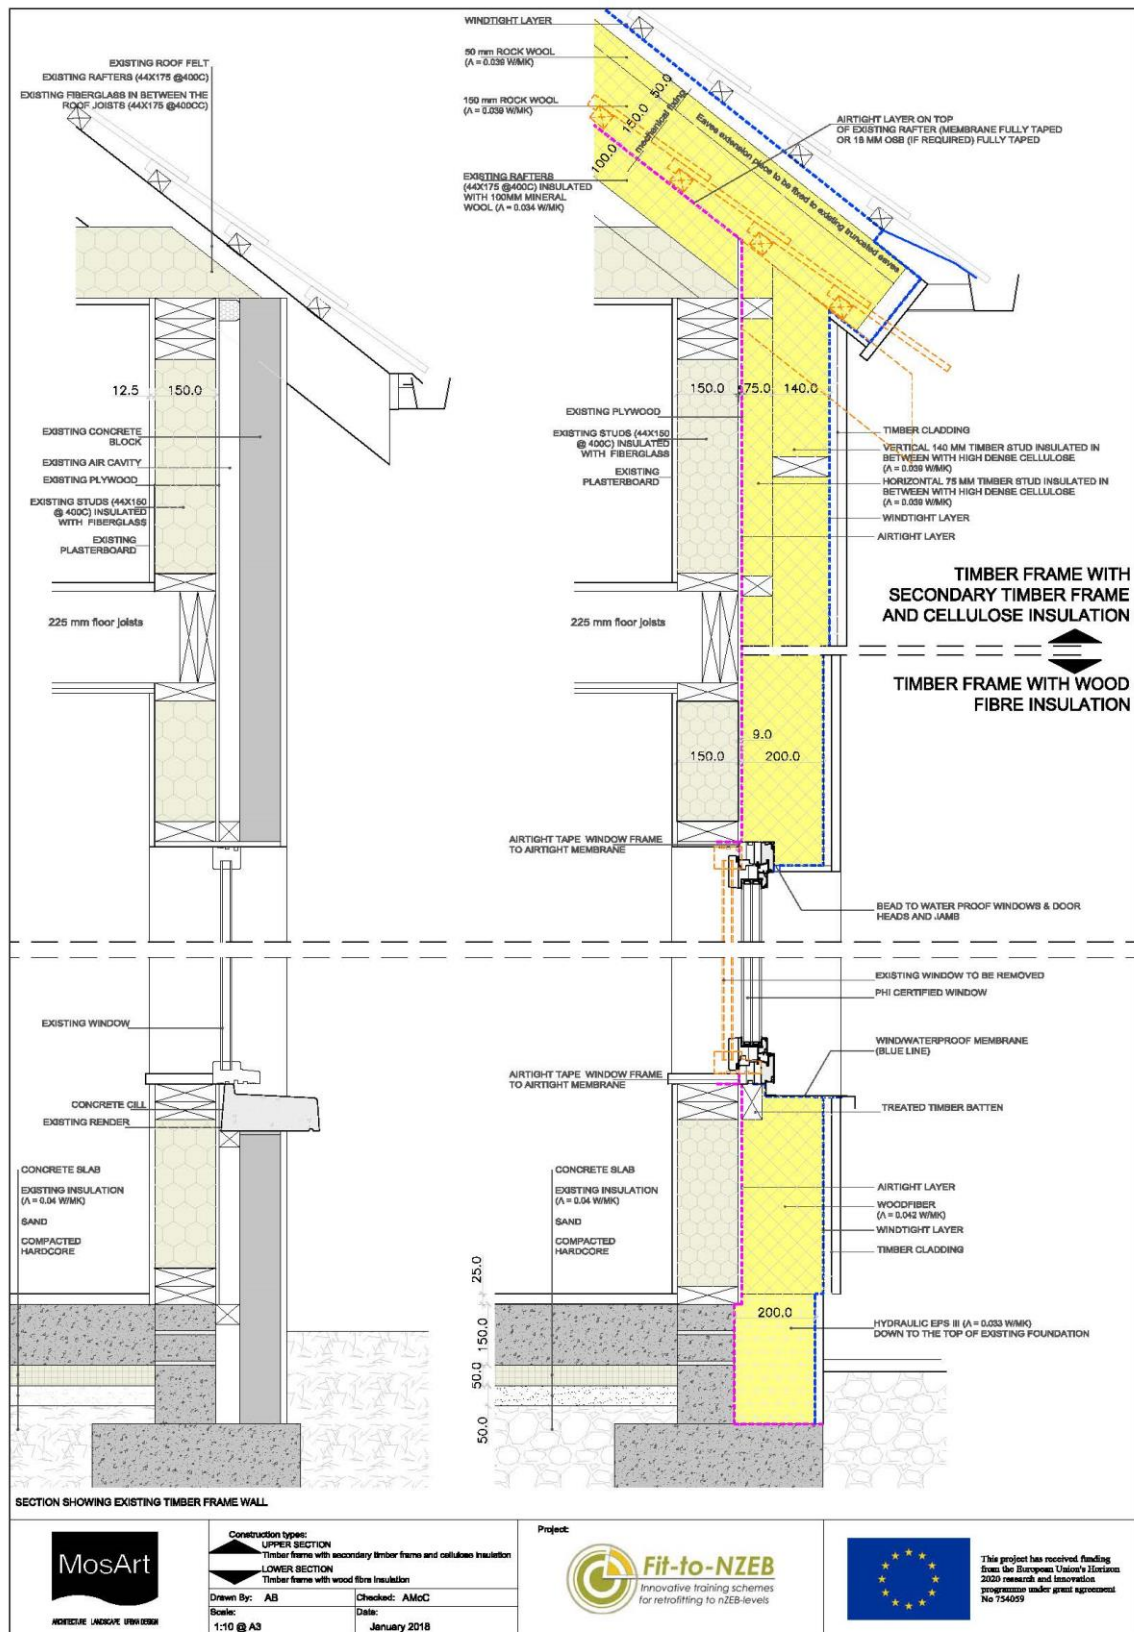 EXISTING ROOF FELT
EXISTING RAFTERS (44X175 @400C)
EXISTING FIBERGLASS IN BETWEEN THE
ROOF JOISTS (44X175 @400CC)
12.5
150.0
EXISTING CONCRETE
BLOCK
EXISTING AIR CAVITY
EXISTING PLYWOOD
EXISTING STUDS (44X150
@ 400C) INSULATED
WITH FIBERGLASS
EXISTING
PLASTERBOARD
225 mm floor joists
EXISTING WINDOW
CONCRETE CILL
EXISTING RENDER
CONCRETE SLAB
EXISTING INSULATION
(Λ = 0.04 W/MK)
SAND
COMPACTED
HARDCORE
WINDTIGHT LAYER
50 mm ROCK WOOL
(Λ = 0.039 W/MK)
150 mm ROCK WOOL
(Λ = 0.039 W/MK)
EXISTING RAFTERS
(44X175 @400C) INSULATED
WITH 100MM MINERAL
WOOL (Λ = 0.034 W/MK)
50.0
150.0
100.0
mechanical fixing
Eaves extension piece to be fixed to existing truncated eaves
AIRTIGHT LAYER ON TOP
OF EXISTING RAFTER (MEMBRANE FULLY TAPED
OR 18 MM OSB (IF REQUIRED) FULLY TAPED
150.0
75.0
140.0
EXISTING PLYWOOD
EXISTING STUDS (44X150
@ 400C) INSULATED
WITH FIBERGLASS
EXISTING
PLASTERBOARD
TIMBER CLADDING
VERTICAL 140 MM TIMBER STUD INSULATED IN
BETWEEN WITH HIGH DENSE CELLULOSE
(Λ = 0.039 W/MK)
HORIZONTAL 75 MM TIMBER STUD INSULATED IN
BETWEEN WITH HIGH DENSE CELLULOSE
(Λ = 0.039 W/MK)
WINDTIGHT LAYER
AIRTIGHT LAYER
TIMBER FRAME WITH
SECONDARY TIMBER FRAME
AND CELLULOSE INSULATION
225 mm floor joists
TIMBER FRAME WITH WOOD
FIBRE INSULATION
9.0
150.0
200.0
AIRTIGHT TAPE WINDOW FRAME
TO AIRTIGHT MEMBRANE
BEAD TO WATER PROOF WINDOWS & DOOR
HEADS AND JAMB
EXISTING WINDOW TO BE REMOVED
PHI CERTIFIED WINDOW
WIND/WATERPROOF MEMBRANE
(BLUE LINE)
AIRTIGHT TAPE WINDOW FRAME
TO AIRTIGHT MEMBRANE
TREATED TIMBER BATTEN
CONCRETE SLAB
EXISTING INSULATION
(Λ = 0.04 W/MK)
SAND
COMPACTED
HARDCORE
AIRTIGHT LAYER
WOODFIBER
(Λ = 0.042 W/MK)
WINDTIGHT LAYER
TIMBER CLADDING
25.0
150.0
50.0
50.0
200.0
HYDRAULIC EPS III (Λ = 0.033 W/MK)
DOWN TO THE TOP OF EXISTING FOUNDATION
SECTION SHOWING EXISTING TIMBER FRAME WALL
MosArt
ARCHITECTURE LANDSCAPE URBAN DESIGN
Construction types:
UPPER SECTION
Timber frame with secondary timber frame and cellulose insulation
LOWER SECTION
Timber frame with wood fibre insulation
Drawn By: AB
Checked: AMcC
Scale:
1:10 @ A3
Date:
January 2018
Project:
Fit-to-NZEB
Innovative training schemes
for retrofitting to nZEB-levels
This project has received funding
from the European Union's Horizon
2020 research and innovation
programme under grant agreement
No 754059